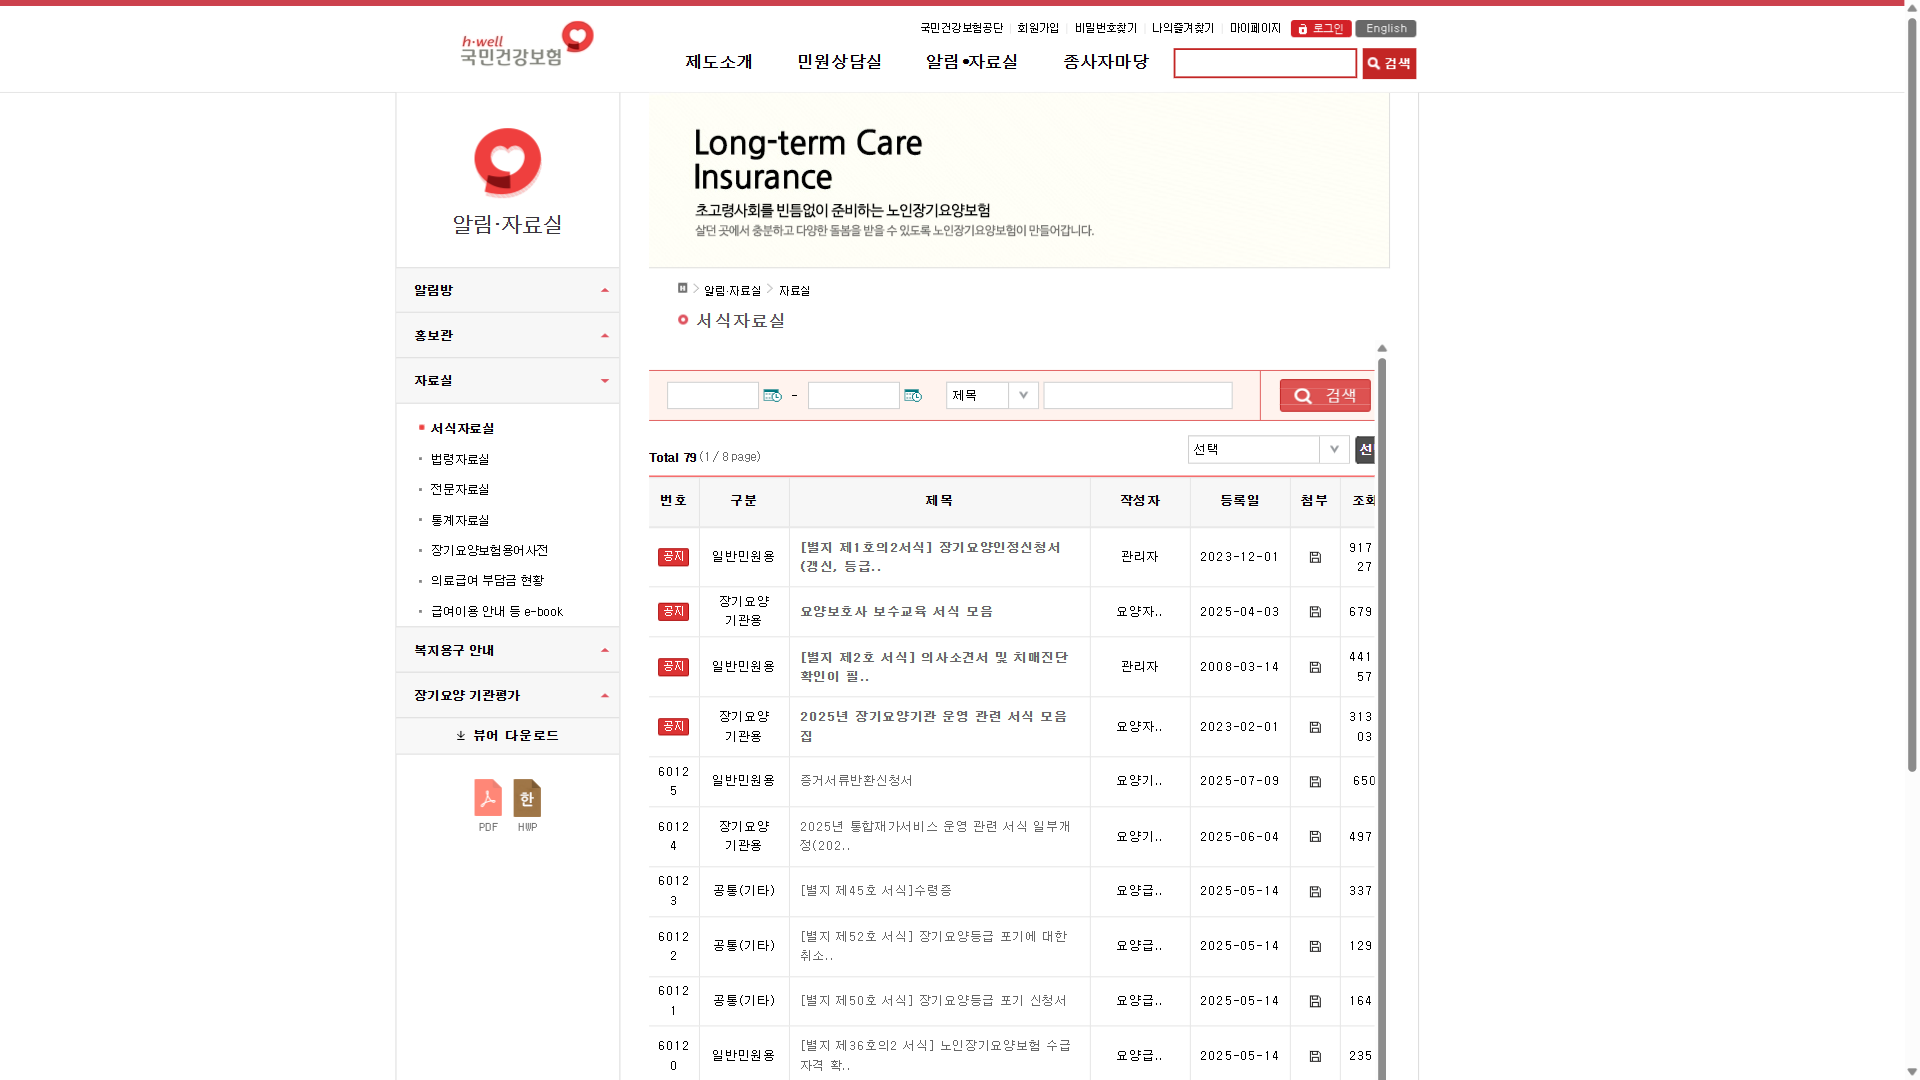 국민건강보험공단 회원가입 비밀번호찾기 나의즐겨찾기 마이페이지 로그인 English
h·well
국민건강보험
제도소개 민원상담실 알림•자료실 종사자마당 검색
알림·자료실
알림방
홍보관
자료실
서식자료실
법령자료실
전문자료실
통계자료실
장기요양보험용어사전
의료급여 부담금 현황
급여이용 안내 등 e-book
복지용구 안내
장기요양 기관평가
뷰어 다운로드
한
PDF HWP
Long-term Care
Insurance
초고령사회를 빈틈없이 준비하는 노인장기요양보험
살던 곳에서 충분하고 다양한 돌봄을 받을 수 있도록 노인장기요양보험이 만들어갑니다.
H 알림·자료실 자료실
서식자료실
- 제목 검색
Total 79 (1 / 8 page) 선택
번호 구분 제목 작성자 등록일 첨부 조회
공지 일반민원용 [별지 제1호의2서식] 장기요양인정신청서 관리자 2023-12-01 917
(갱신, 등급.. 27
공지 장기요양 요양보호사 보수교육 서식 모음 요양자.. 2025-04-03 679
기관용
공지 일반민원용 [별지 제2호 서식] 의사소견서 및 치매진단 관리자 2008-03-14 441
확인이 필.. 57
공지 장기요양 2025년 장기요양기관 운영 관련 서식 모음 요양자.. 2023-02-01 313
기관용 집 03
6012 일반민원용 증거서류반환신청서 요양기.. 2025-07-09 650
5
6012 장기요양 2025년 통합재가서비스 운영 관련 서식 일부개 요양기.. 2025-06-04 497
4 기관용 정(202..
6012 공통(기타) [별지 제45호 서식]수령증 요양급.. 2025-05-14 337
3
6012 공통(기타) [별지 제52호 서식] 장기요양등급 포기에 대한 요양급.. 2025-05-14 129
2 취소..
6012 공통(기타) [별지 제50호 서식] 장기요양등급 포기 신청서 요양급.. 2025-05-14 164
1
6012 일반민원용 [별지 제36호의2 서식] 노인장기요양보험 수급 요양급.. 2025-05-14 235
0 자격 확..